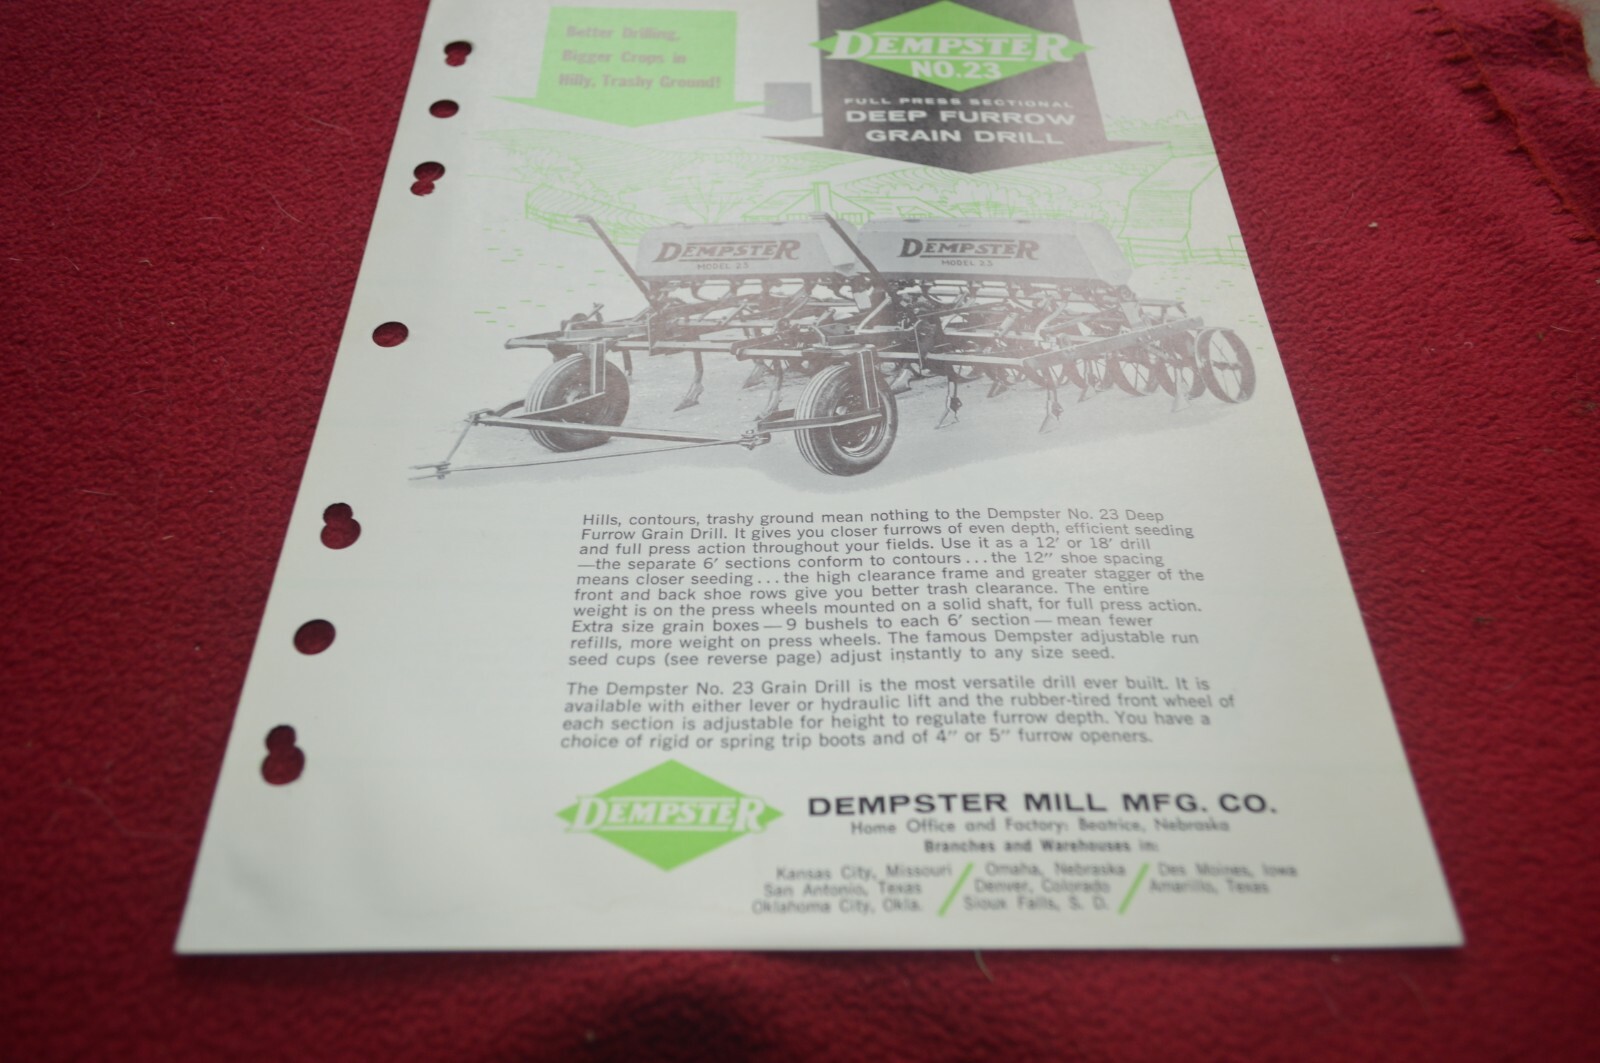 Better Drilling,
Bigger Crops in
Hilly, Trashy Ground!
DEMPSTER
NO.23
FULL PRESS SECTIONAL
DEEP FURROW
GRAIN DRILL
DEMPSTER
MODEL 23
DEMPSTER
MODEL 23
Hills, contours, trashy ground mean nothing to the Dempster No. 23 Deep
Furrow Grain Drill. It gives you closer furrows of even depth, efficient seeding
and full press action throughout your fields. Use it as a 12' or 18' drill
—the separate 6' sections conform to contours...the 12" shoe spacing
means closer seeding...the high clearance frame and greater stagger of the
front and back shoe rows give you better trash clearance. The entire
weight is on the press wheels mounted on a solid shaft, for full press action.
Extra size grain boxes—9 bushels to each 6' section—mean fewer
refills, more weight on press wheels. The famous Dempster adjustable run
seed cups (see reverse page) adjust instantly to any size seed.
The Dempster No. 23 Grain Drill is the most versatile drill ever built. It is
available with either lever or hydraulic lift and the rubber-tired front wheel of
each section is adjustable for height to regulate furrow depth. You have a
choice of rigid or spring trip boots and of 4" or 5" furrow openers.
DEMPSTER
DEMPSTER MILL MFG. CO.
Home Office and Factory: Beatrice, Nebraska
Branches and Warehouses in:
Kansas City, Missouri / Omaha, Nebraska / Des Moines, Iowa
San Antonio, Texas Denver, Colorado Amarillo, Texas
Oklahoma City, Okla. Sioux Falls, S. D.